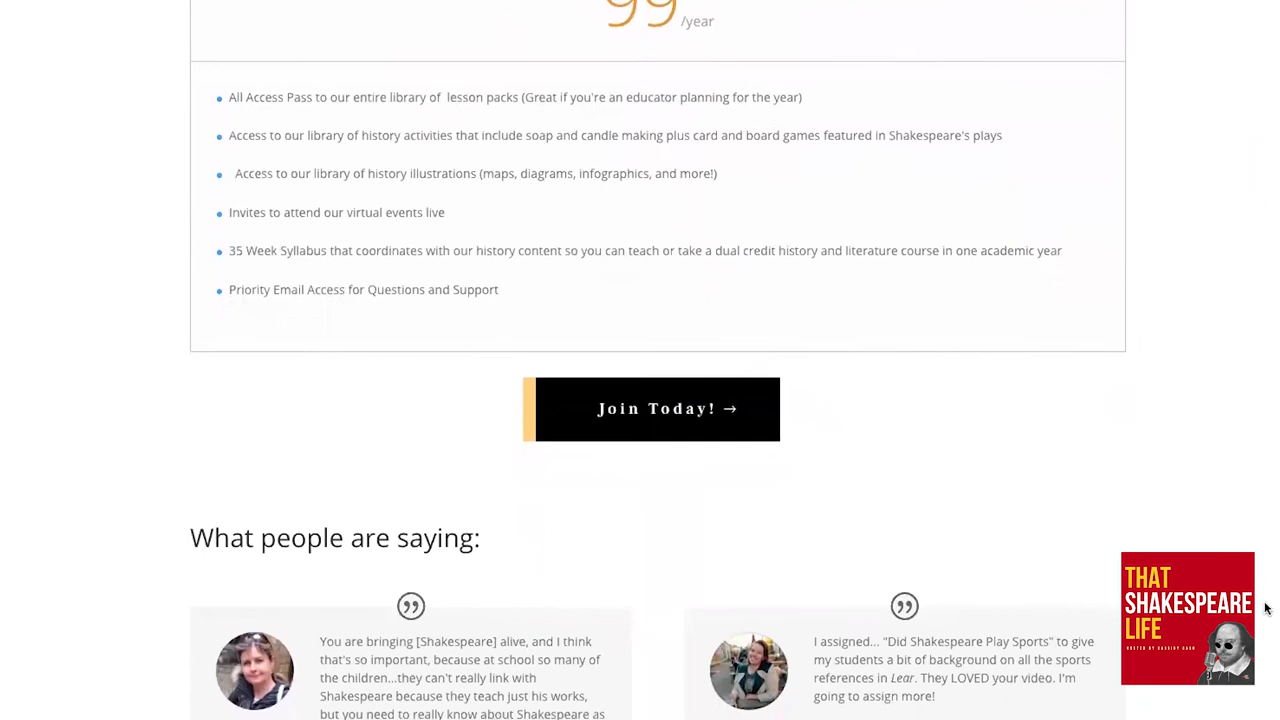 99 /year
All Access Pass to our entire library of lesson packs (Great if you're an educator planning for the year)
Access to our library of history activities that include soap and candle making plus card and board games featured in Shakespeare's plays
Access to our library of history illustrations (maps, diagrams, infographics, and more!)
Invites to attend our virtual events live
35 Week Syllabus that coordinates with our history content so you can teach or take a dual credit history and literature course in one academic year
Priority Email Access for Questions and Support
Join Today! →
What people are saying:
You are bringing [Shakespeare] alive, and I think
that's so important, because at school so many of
the children...they can't really link with
Shakespeare because they teach just his works,
but you need to really know about Shakespeare as
I assigned... "Did Shakespeare Play Sports" to give
my students a bit of background on all the sports
references in Lear. They LOVED your video. I'm
going to assign more!
THAT
SHAKESPEARE
LIFE
HOSTED BY CASSIDY CASH